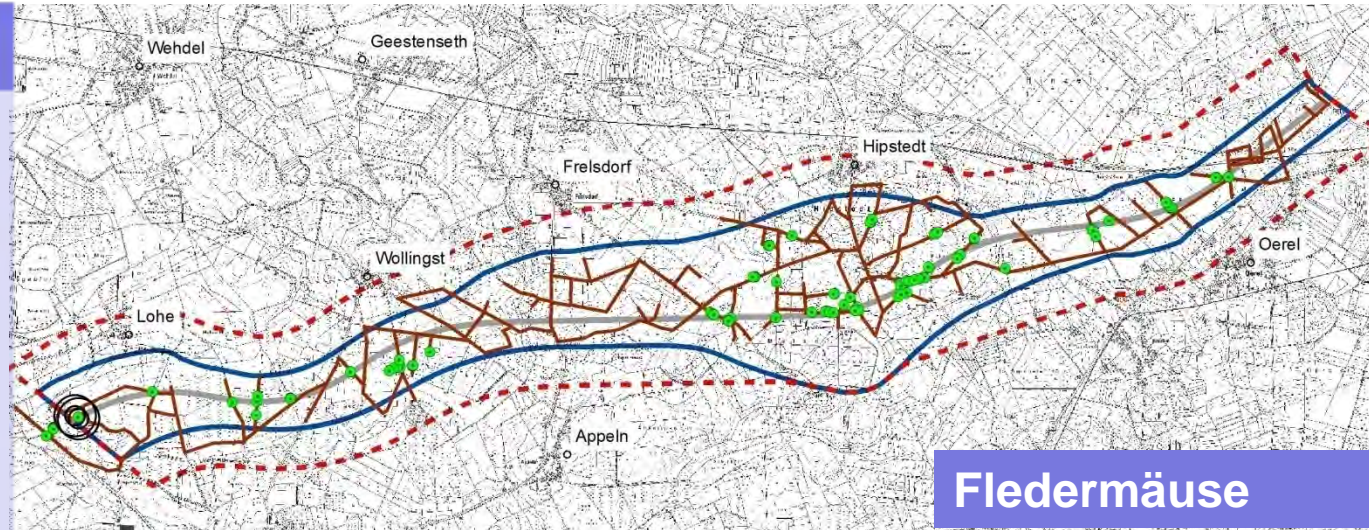 Wehdel
Geestenseth
Hipstedt
Frelsdorf
Oerel
Wollingst
Lohe
Appeln
Fledermäuse